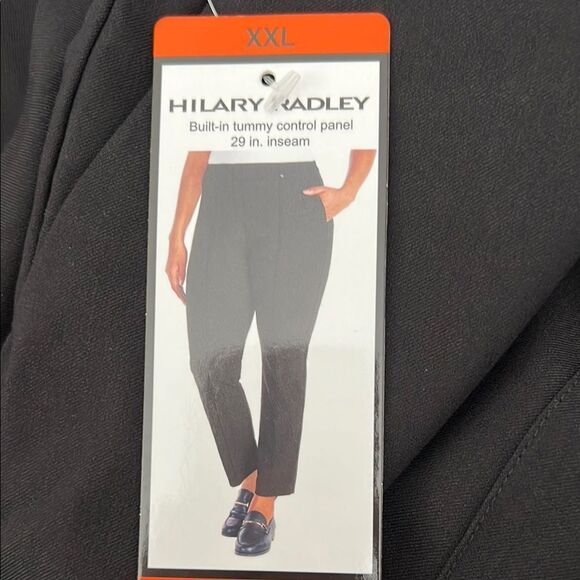 XXL
HILARY RADLEY
Built-in tummy control panel
29 in. inseam